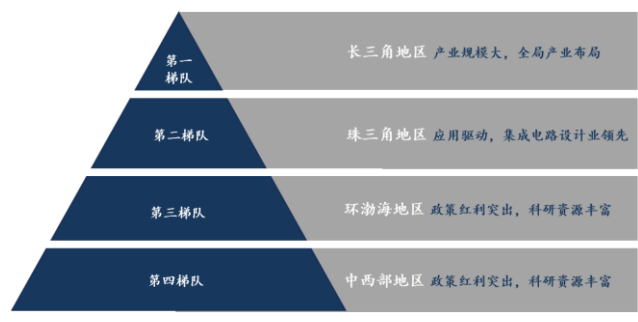 第一
梯队
长三角地区 产业规模大，全局产业布局
第二梯队
珠三角地区 应用驱动，集成电路设计业领先
第三梯队
环渤海地区 政策红利突出，科研资源丰富
第四梯队
中西部地区 政策红利突出，科研资源丰富